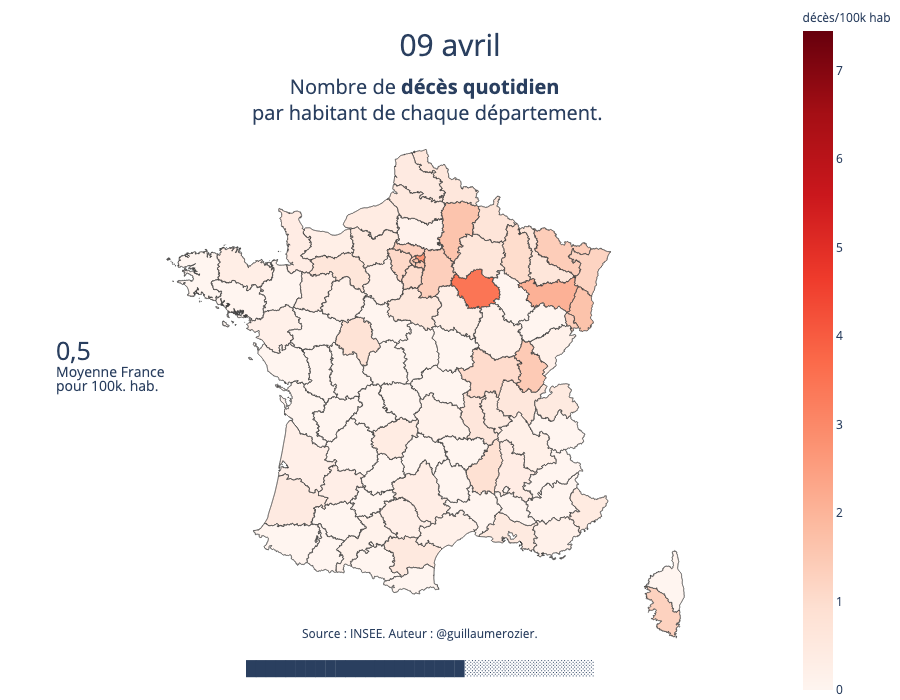 décès/100k hab
09 avril
Nombre de décès quotidien
par habitant de chaque département.
7
6
5
4
3
2
1
0
0,5
Moyenne France
pour 100k. hab.
Source : INSEE. Auteur : @guillaumerozier.